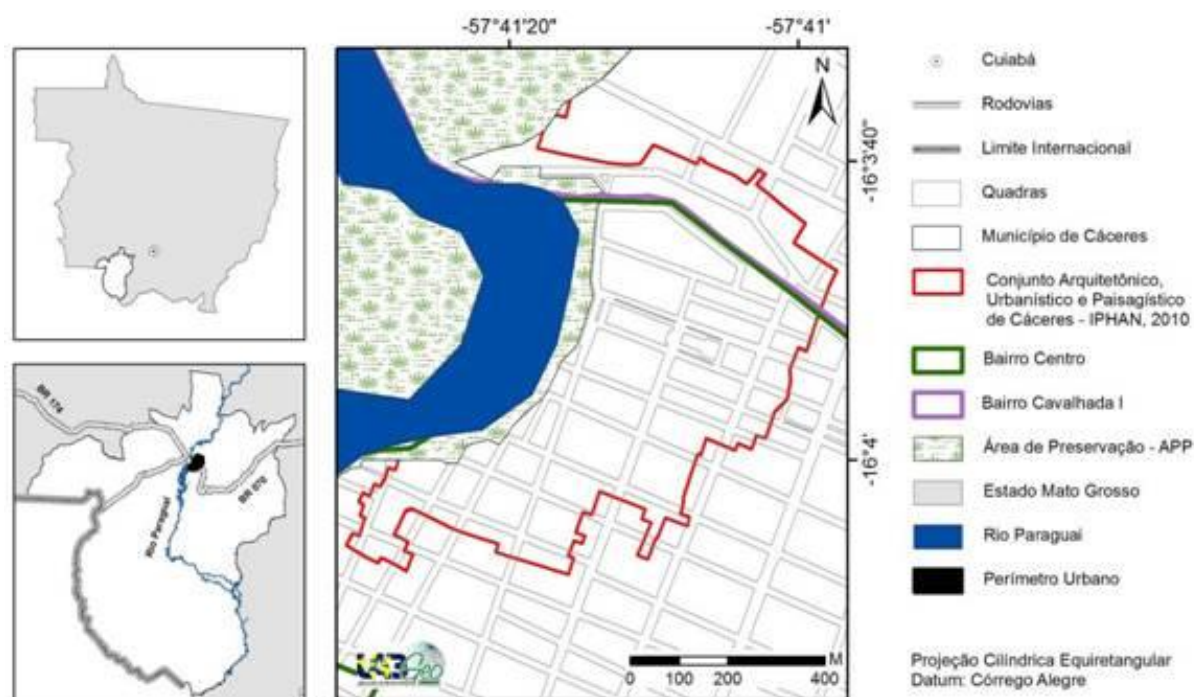 -57°41'20"
-57°41'
N
-16°3'40"
-16°4'
BR 174
BR 070
Rio Paraguai
Geo
M
0 100 200 400
Cuiabá
Rodovias
Limite Internacional
Quadras
Município de Cáceres
Conjunto Arquitetônico,
Urbanístico e Paisagístico
de Cáceres - IPHAN, 2010
Bairro Centro
Bairro Cavalhada I
Área de Preservação - APP
Estado Mato Grosso
Rio Paraguai
Perímetro Urbano
Projeção Cilíndrica Equiretangular
Datum: Córrego Alegre